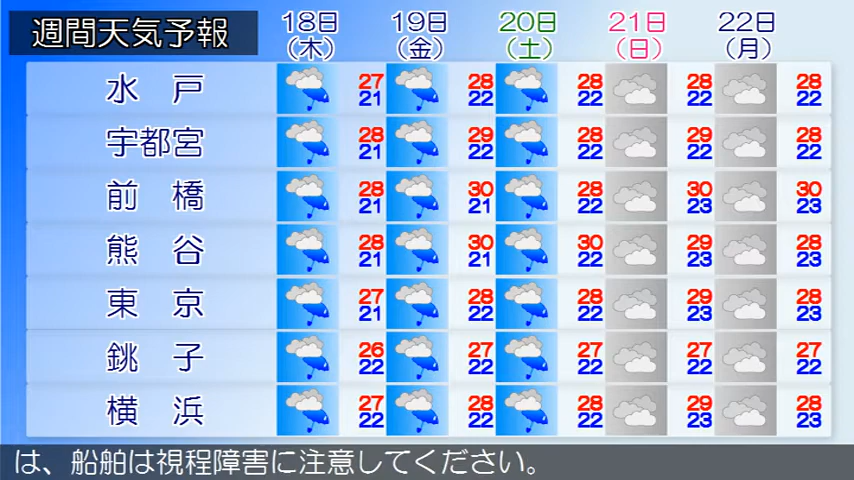 週間天気予報 18日 19日 20日 21日 22日
（木） （金） （土） （日） （月）
水　戸 27 28 28 28 28
21 22 22 22 22
宇都宮 28 29 28 29 28
21 22 22 22 22
前　橋 28 30 28 30 30
21 21 22 23 23
熊　谷 28 30 30 29 28
21 21 22 23 23
東　京 27 28 28 29 28
21 22 22 23 23
銚　子 26 27 27 27 27
22 22 22 22 22
横　浜 27 28 28 29 28
22 22 22 23 23
は、船舶は視程障害に注意してください。